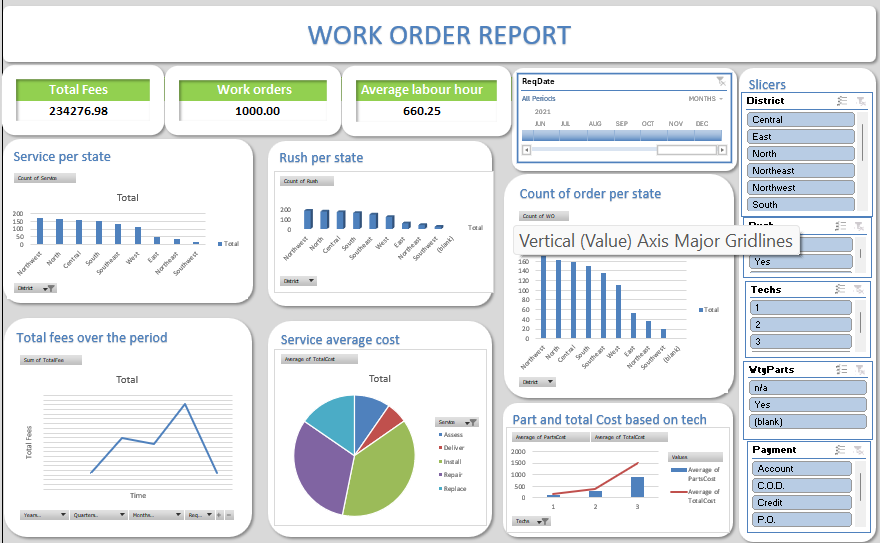 WORK ORDER REPORT
Total Fees
234276.98
Work orders
1000.00
Average labour hour
660.25
ReqDate
All Periods
MONTHS
2021
JUN JUL AUG SEP OCT NOV DEC
Slicers
District
Central
East
North
Northeast
Northwest
South
Yes
Techs
1
2
3
WtyParts
n/a
Yes
(blank)
Payment
Account
C.O.D.
Credit
P.O.
Service per state
Count of Service
Total
200
150
100
50
0
Northwest
North
Central
South
Southeast
West
East
Northeast
Southwest
Total
District
Rush per state
Count of Rush
200
100
0
Northwest
North
Central
South
Southeast
West
East
Northeast
Southwest
(blank)
Total
District
Count of order per state
Count of WO
Vertical (Value) Axis Major Gridlines
160
140
120
100
80
60
40
20
0
Northwest
North
Central
South
Southeast
West
East
Northeast
Southwest
(blank)
Total
District
Total fees over the period
Sum of TotalFee
Total
Total Fees
Time
Years...
Quarters...
Months...
Req...
Service average cost
Average of TotalCost
Total
Service
Assess
Deliver
Install
Repair
Replace
Part and total Cost based on tech
Average of PartsCost
Average of TotalCost
2000
1500
1000
500
0
1 2 3
Values
Average of
PartsCost
Average of
TotalCost
Techs